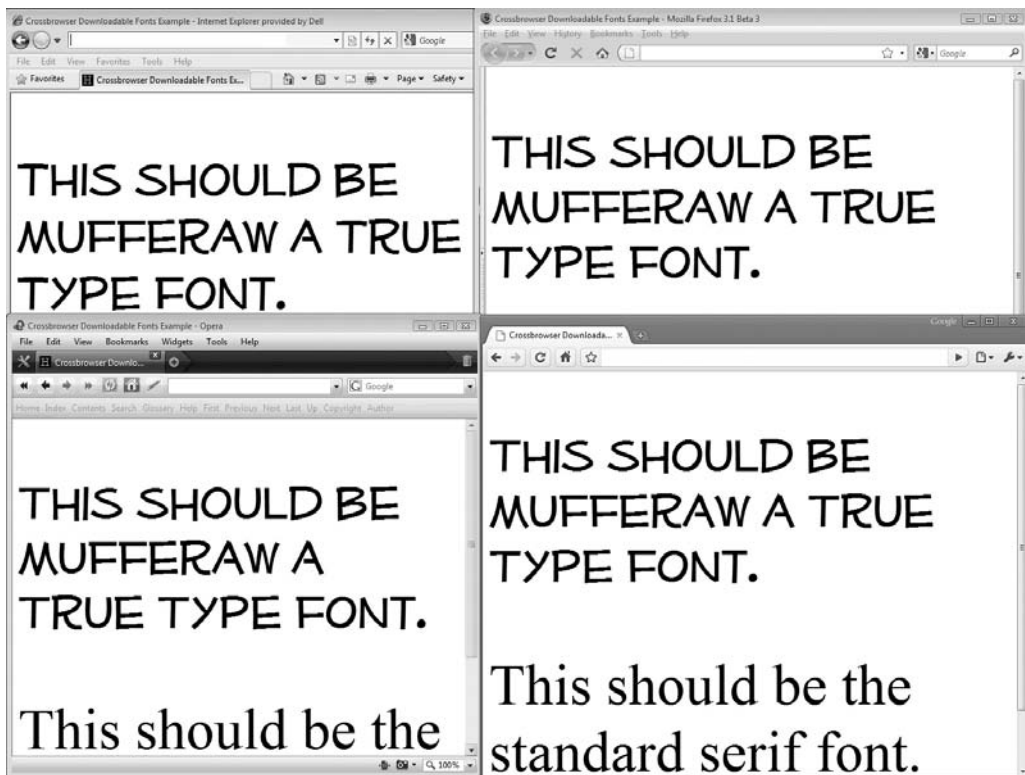 Crossbrowser Downloadable Fonts Example - Internet Explorer provided by Dell
Google
File Edit View Favorites Tools Help
Favorites
Crossbrowser Downloadable Fonts Ex...
Page Safety
THIS SHOULD BE
MUFFERAW A TRUE
TYPE FONT.
Crossbrowser Downloadable Fonts Example - Mozilla Firefox 3.1 Beta 3
File Edit View History Bookmarks Tools Help
Google
THIS SHOULD BE
MUFFERAW A TRUE
TYPE FONT.
Crossbrowser Downloadable Fonts Example - Opera
File Edit View Bookmarks Widgets Tools Help
Crossbrowser Downlo...
Google
Home Index Contents Search Glossary Help First Previous Next Last Up Copyright Author
THIS SHOULD BE
MUFFERAW A
TRUE TYPE FONT.
This should be the
100%
Google
Crossbrowser Downloada...
THIS SHOULD BE
MUFFERAW A TRUE
TYPE FONT.
This should be the
standard serif font.